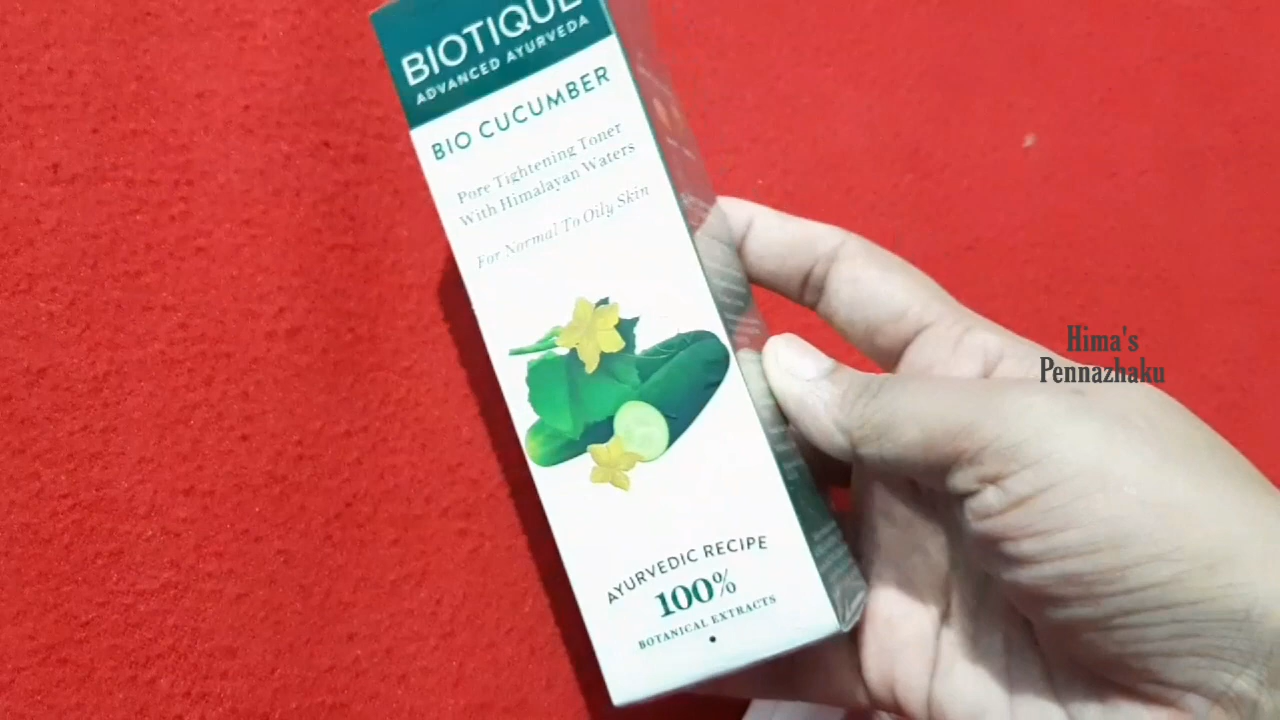 BIOTIQUE
ADVANCED AYURVEDA
BIO CUCUMBER
Pore Tightening Toner
With Himalayan Waters
For Normal To Oily Skin
AYURVEDIC RECIPE
100%
BOTANICAL EXTRACTS
Hima's
Pennazhaku